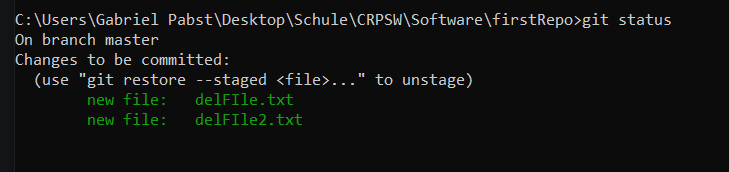 C:\Users\Gabriel Pabst\Desktop\Schule\CRPSW\Software\firstRepo>git status
On branch master
Changes to be committed:
  (use "git restore --staged <file>..." to unstage)
        new file:   delFIle.txt
        new file:   delFIle2.txt